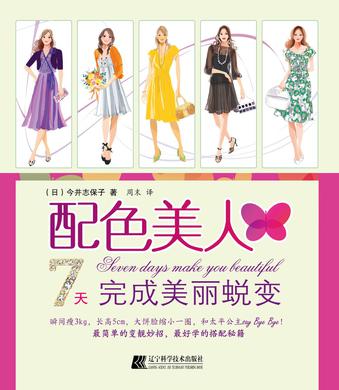 （日）今井志保子 著 周末 译
配色美人
Seven days make you beautiful
7天 完成美丽蜕变
瞬间瘦3kg，长高5cm，大饼脸缩小一圈，和太平公主say Bye Bye！
最简单的变靓妙招，最好学的搭配秘籍
辽宁科学技术出版社